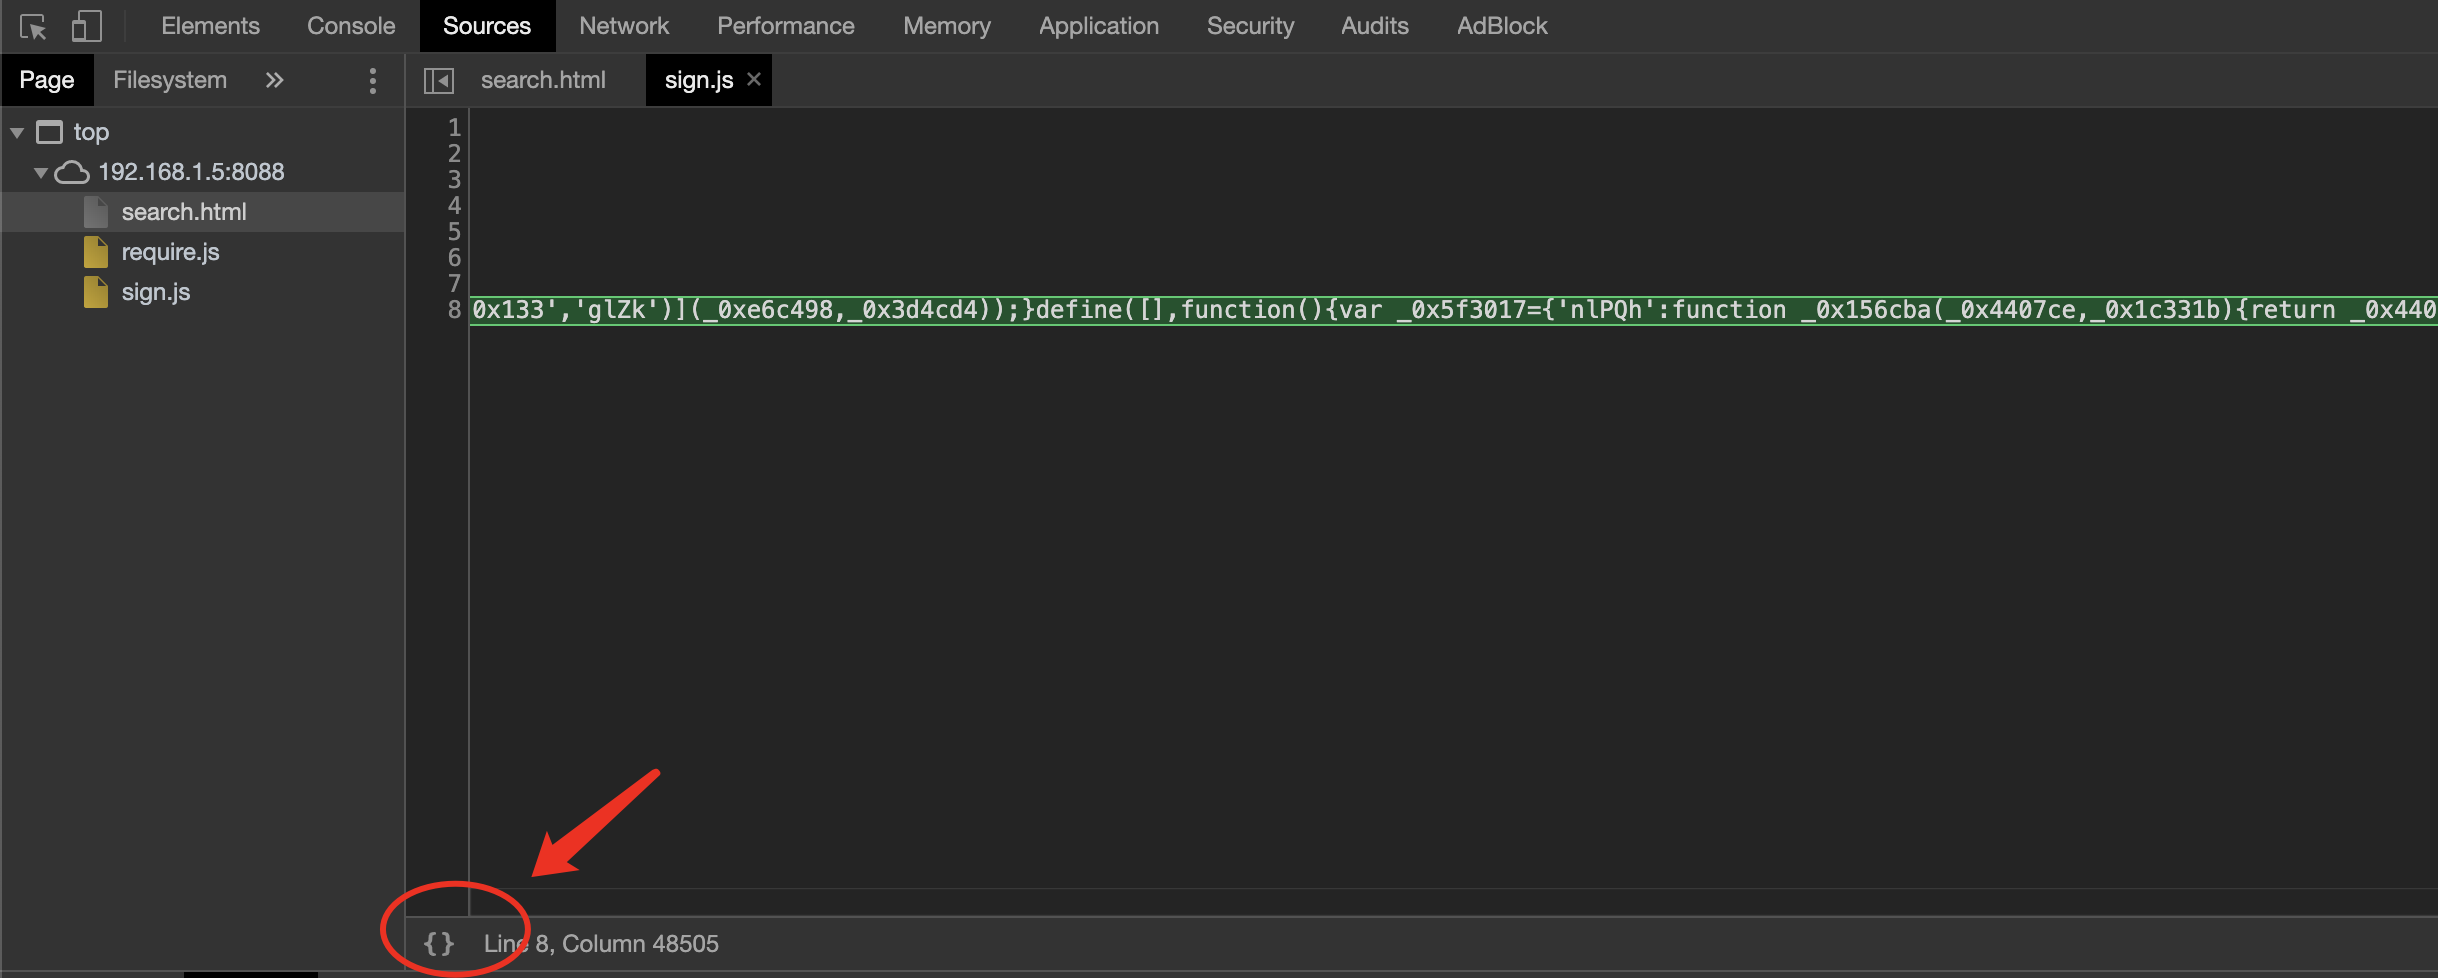 Elements Console Sources Network Performance Memory Application Security Audits AdBlock
Page Filesystem » search.html sign.js ×
top
192.168.1.5:8088
search.html
require.js
sign.js
1
2
3
4
5
6
7
8 0x133','glZk')](_0xe6c498,_0x3d4cd4));}define([],function(){var _0x5f3017={'nlPQh':function _0x156cba(_0x4407ce,_0x1c331b){return _0x440
{} Line 8, Column 48505